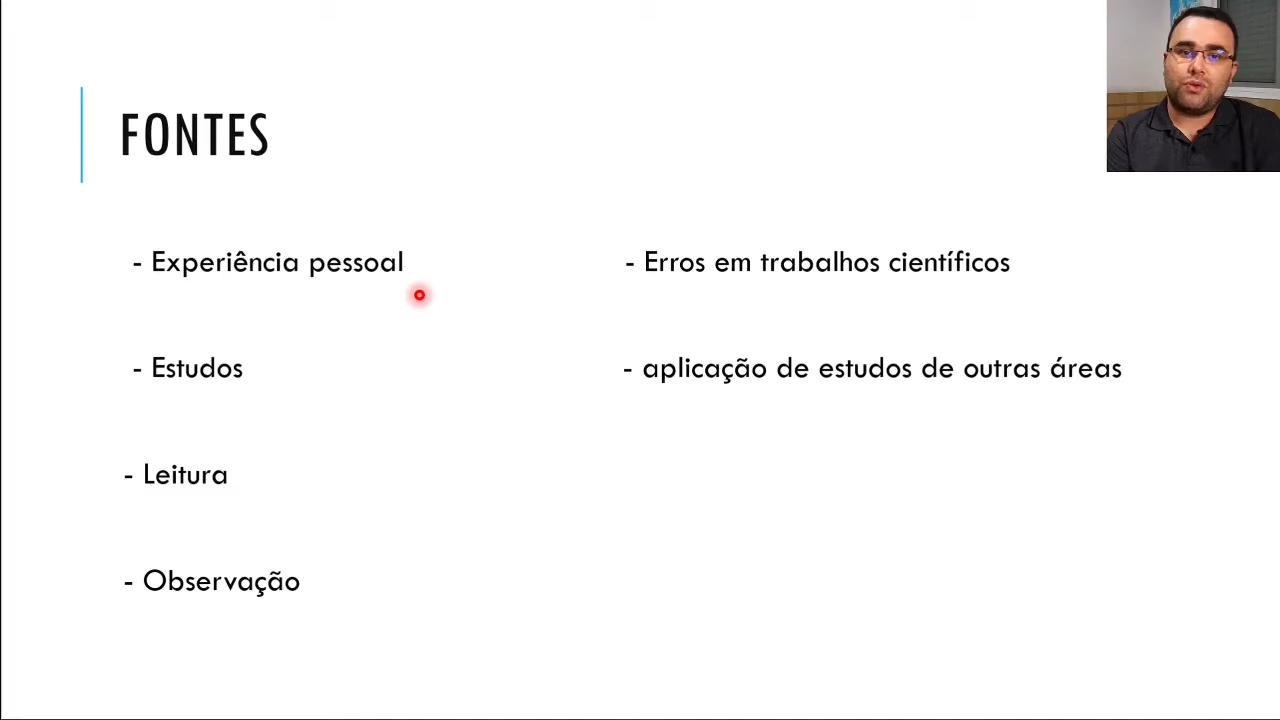 FONTES
- Experiência pessoal
- Estudos
- Leitura
- Observação
- Erros em trabalhos científicos
- aplicação de estudos de outras áreas